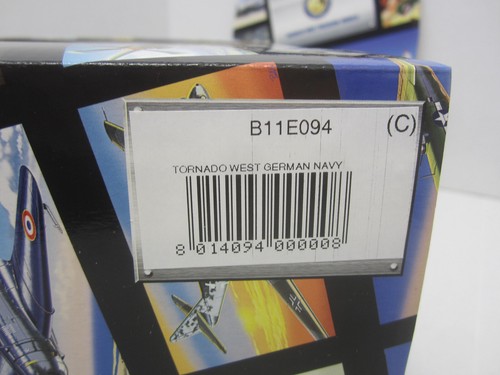 B11E094
(C)
TORNADO WEST GERMAN NAVY
8 014094 000008